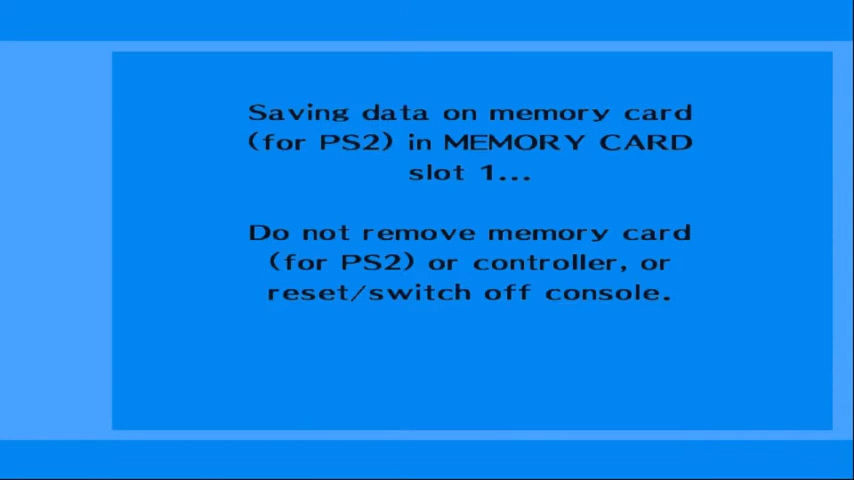 Saving data on memory card
(for PS2) in MEMORY CARD
slot 1...
Do not remove memory card
(for PS2) or controller, or
reset/switch off console.